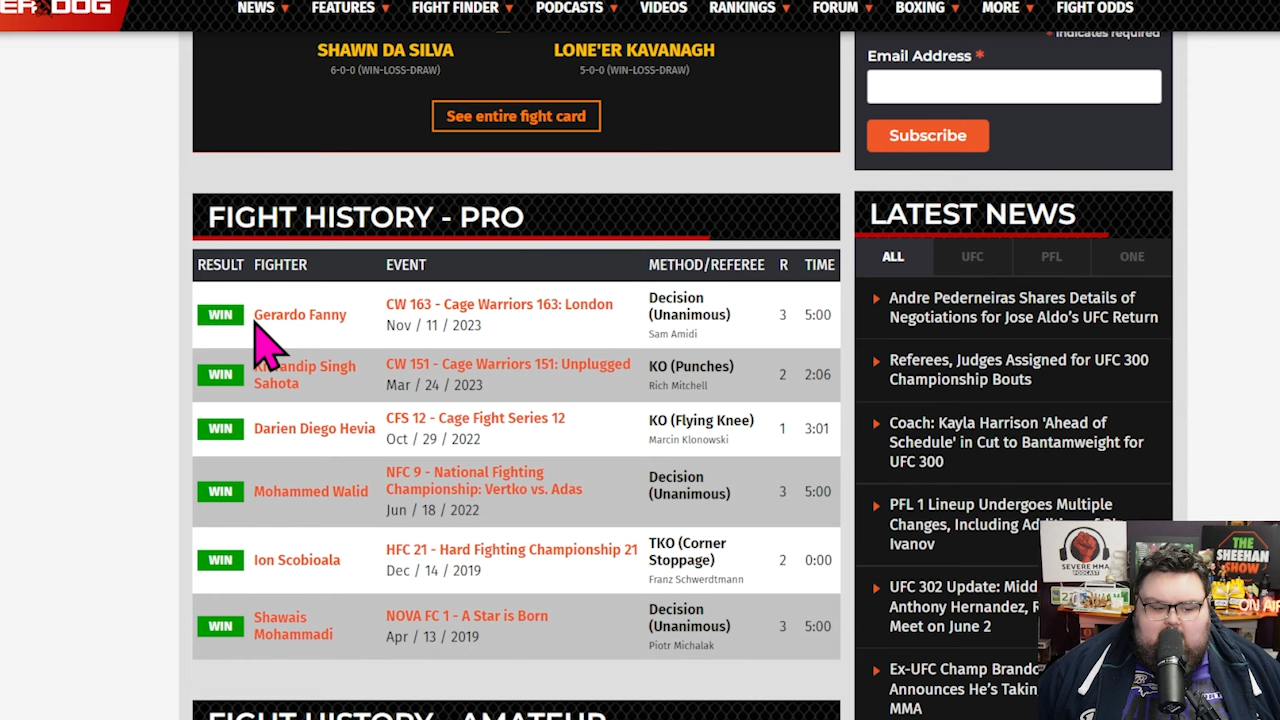 ER DOG
NEWS FEATURES FIGHT FINDER PODCASTS VIDEOS RANKINGS FORUM BOXING MORE FIGHT ODDS
SHAWN DA SILVA
6-0-0 (WIN-LOSS-DRAW)
LONE'ER KAVANAGH
5-0-0 (WIN-LOSS-DRAW)
See entire fight card
* indicates required
Email Address *
Subscribe
FIGHT HISTORY - PRO
RESULT FIGHTER EVENT METHOD/REFEREE R TIME
WIN Gerardo Fanny CW 163 - Cage Warriors 163: London
Nov / 11 / 2023
Decision
(Unanimous)
Sam Amidi
3 5:00
WIN
Singh
Sahota
CW 151 - Cage Warriors 151: Unplugged
Mar / 24 / 2023
KO (Punches)
Rich Mitchell
2 2:06
WIN Darien Diego Hevia
CFS 12 - Cage Fight Series 12
Oct / 29 / 2022
KO (Flying Knee)
Marcin Klonowski
1 3:01
WIN Mohammed Walid
NFC 9 - National Fighting
Championship: Vertko vs. Adas
Jun / 18 / 2022
Decision
(Unanimous)
3 5:00
WIN Ion Scobioala
HFC 21 - Hard Fighting Championship 21
Dec / 14 / 2019
TKO (Corner
Stoppage)
Franz Schwerdtmann
2 0:00
WIN
Shawais
Mohammadi
NOVA FC 1 - A Star is Born
Apr / 13 / 2019
Decision
(Unanimous)
Piotr Michalak
3 5:00
FIGHT HISTORY - AMATEUR
LATEST NEWS
ALL UFC PFL ONE
Andre Pederneiras Shares Details of
Negotiations for Jose Aldo’s UFC Return
Referees, Judges Assigned for UFC 300
Championship Bouts
Coach: Kayla Harrison 'Ahead of
Schedule' in Cut to Bantamweight for
UFC 300
PFL 1 Lineup Undergoes Multiple
Changes, Including
Ivanov
UFC 302 Update:
Anthony Hernandez,
Meet on June 2
Ex-UFC Champ
Announces He’s
MMA
SEVERE MMA
PODCAST
THE
SHEEHAN
SHOW
ON AIR